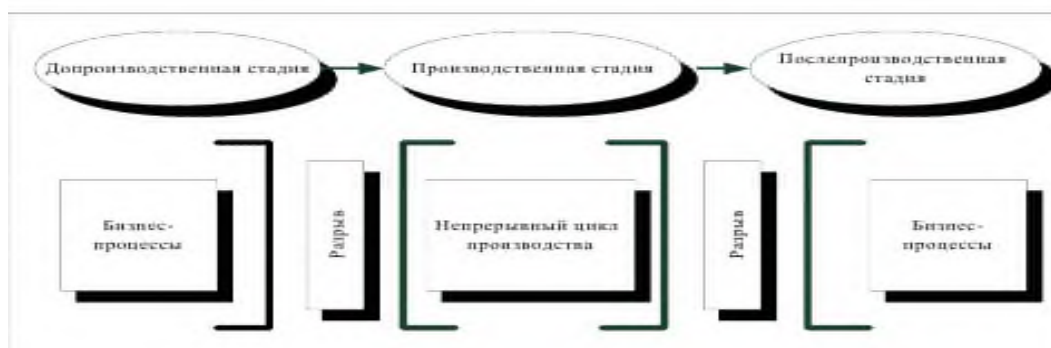 Допроизводственная стадия
Производственная стадия
Послепроизводственная
стадия
Бизнес-
процессы
Разрыв
Непрерывный цикл
производства
Разрыв
Бизнес-
процессы